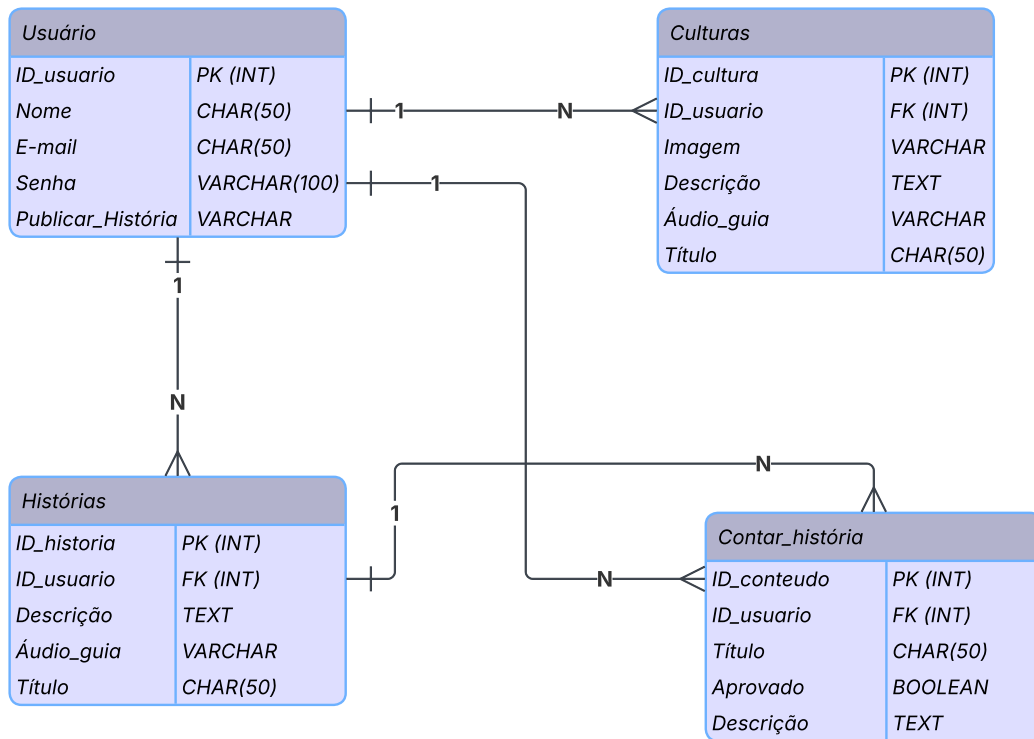 Usuário
ID_usuario PK (INT)
Nome CHAR(50)
E-mail CHAR(50)
Senha VARCHAR(100)
Publicar_História VARCHAR
Culturas
ID_cultura PK (INT)
ID_usuario FK (INT)
Imagem VARCHAR
Descrição TEXT
Áudio_guia VARCHAR
Título CHAR(50)
1 N
1
1
N
N
1
N
Histórias
ID_historia PK (INT)
ID_usuario FK (INT)
Descrição TEXT
Áudio_guia VARCHAR
Título CHAR(50)
Contar_história
ID_conteudo PK (INT)
ID_usuario FK (INT)
Título CHAR(50)
Aprovado BOOLEAN
Descrição TEXT